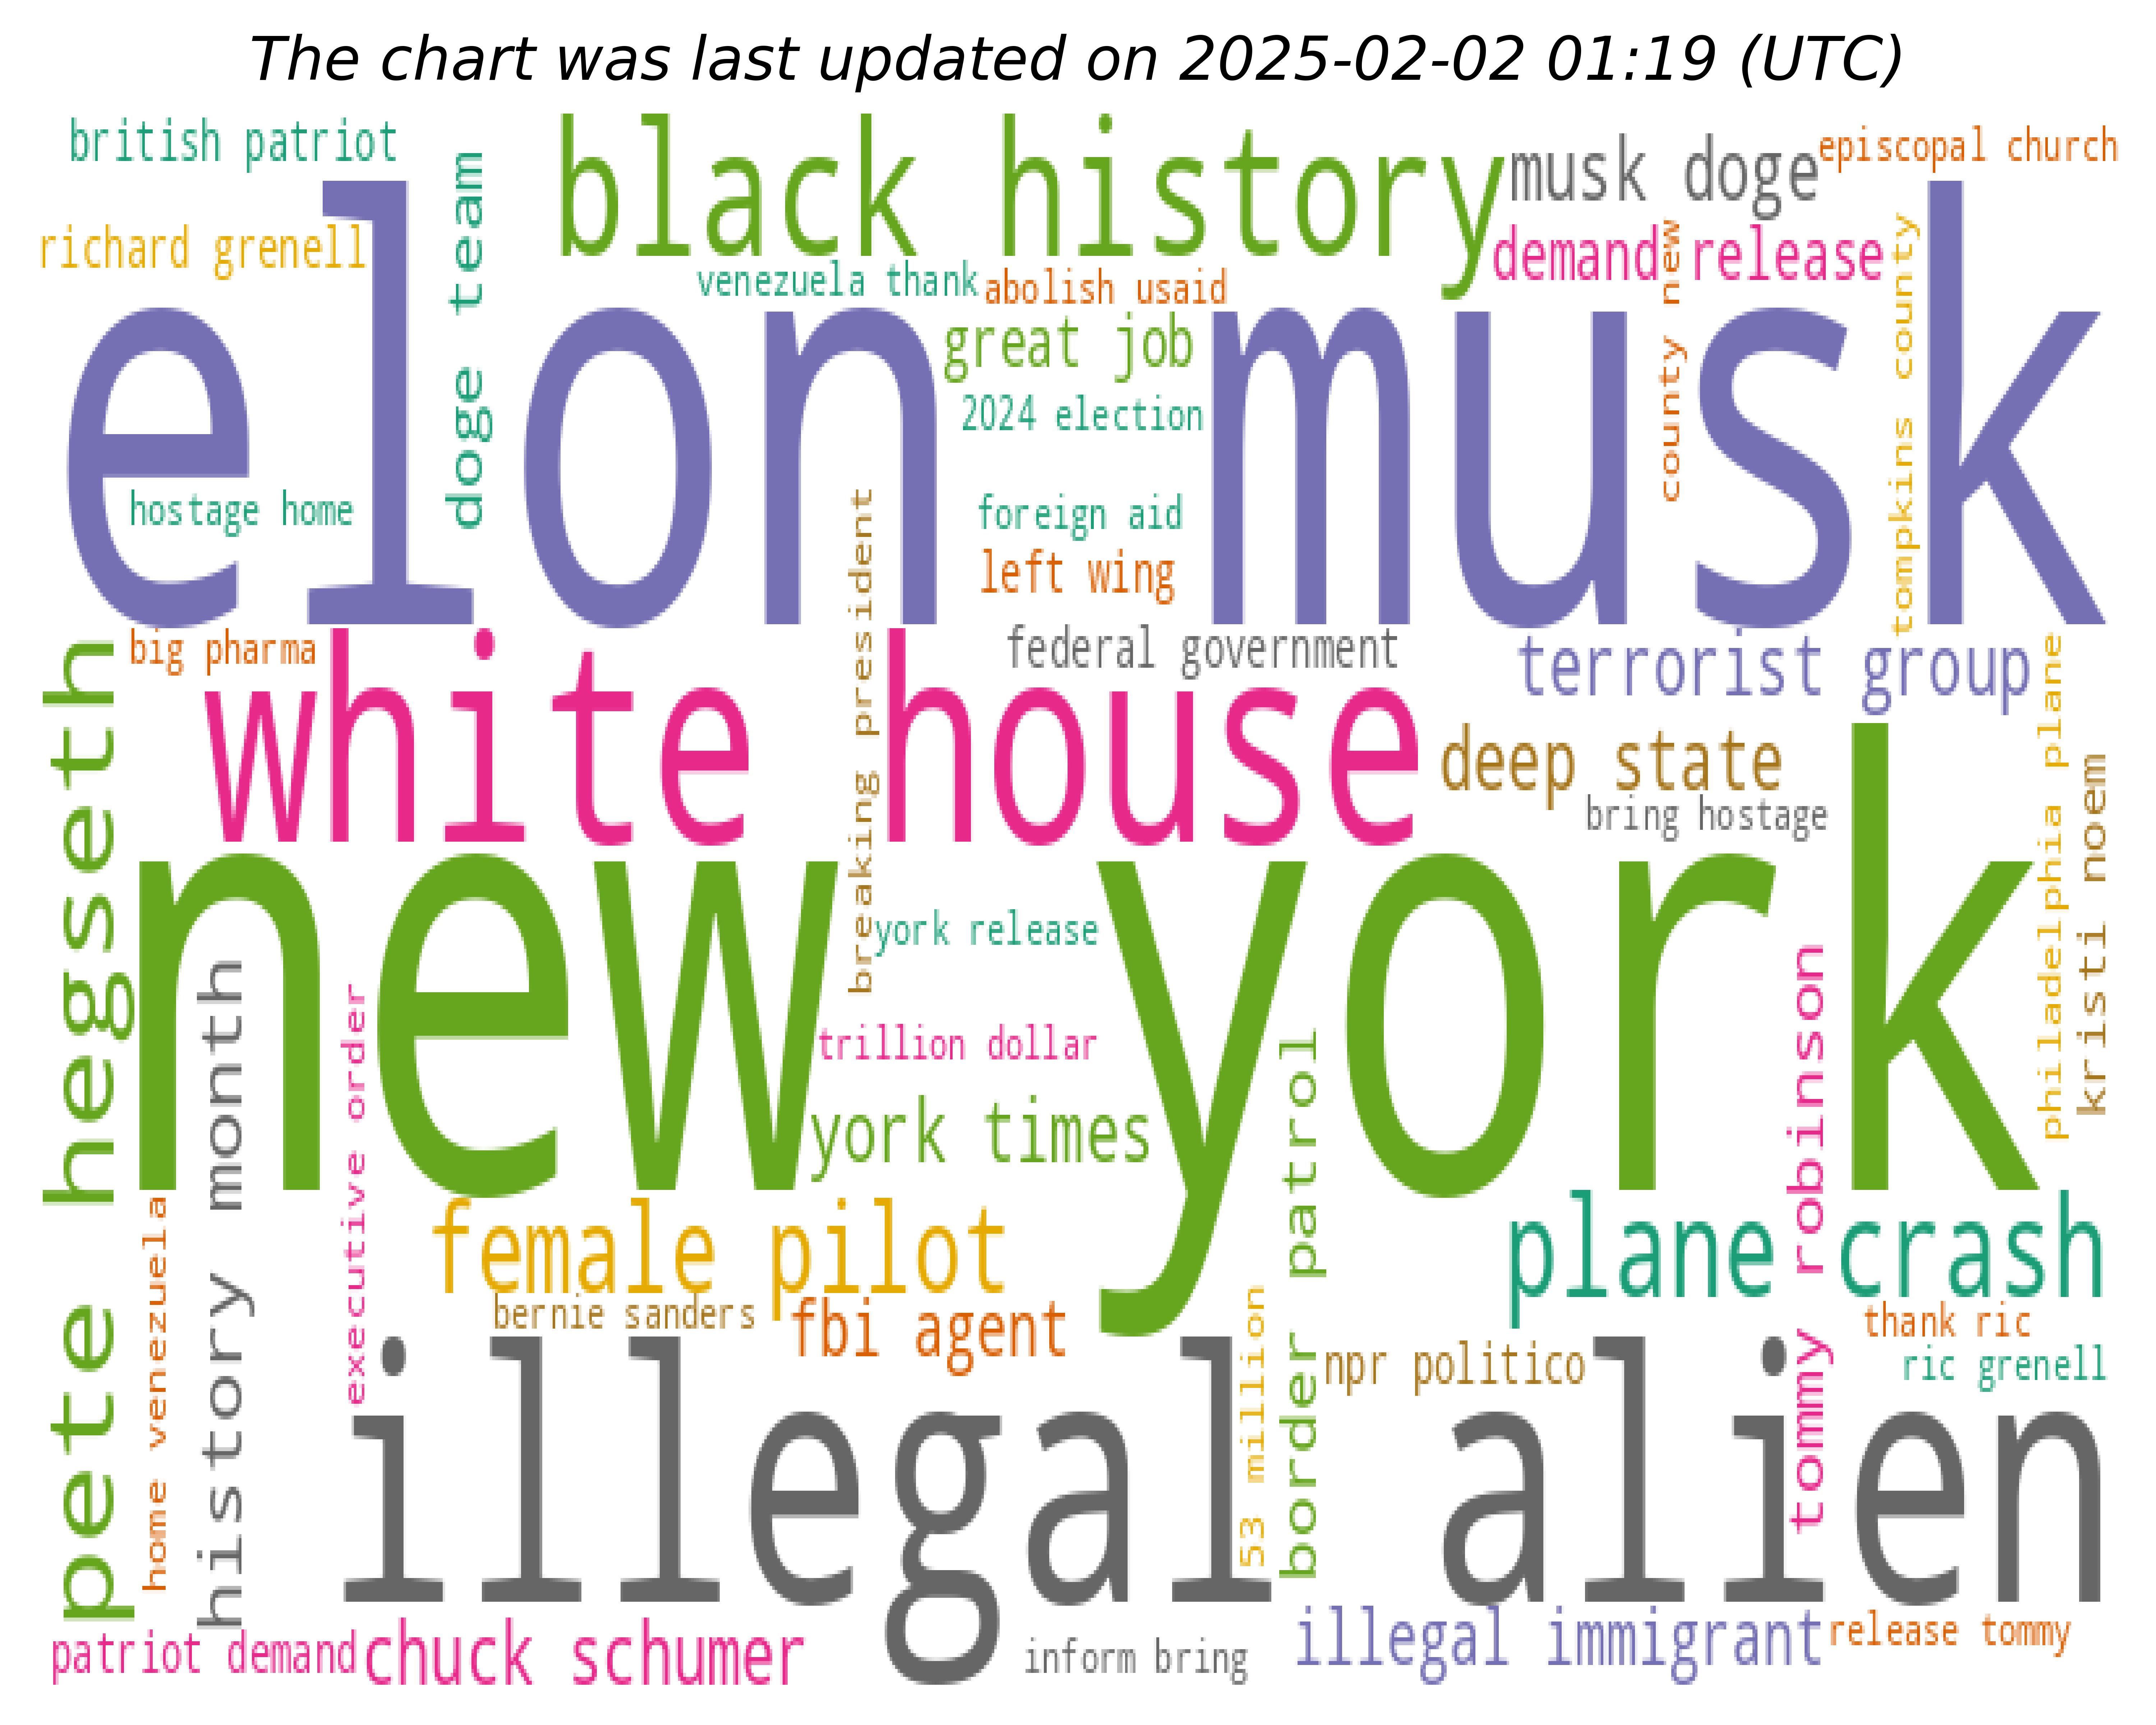 The chart was last updated on 2025-02-02 01:19 (UTC)
british patriot
black history
musk doge
episcopal church
doge team
richard grenell
demand release
county new
tompkins county
venezuela thank
abolish usaid
elon musk
great job
2024 election
hostage home
foreign aid
left wing
breaking president
big pharma
federal government
terrorist group
white house
deep state
bring hostage
philadelphia plane
kristi noem
pete hegseth
new york
york release
trillion dollar
york times
history month
executive order
border patrol
tommy robinson
home venezuela
female pilot
plane crash
bernie sanders
fbi agent
53 million
npr politico
thank ric
ric grenell
illegal alien
patriot demand
chuck schumer
inform bring
illegal immigrant
release tommy